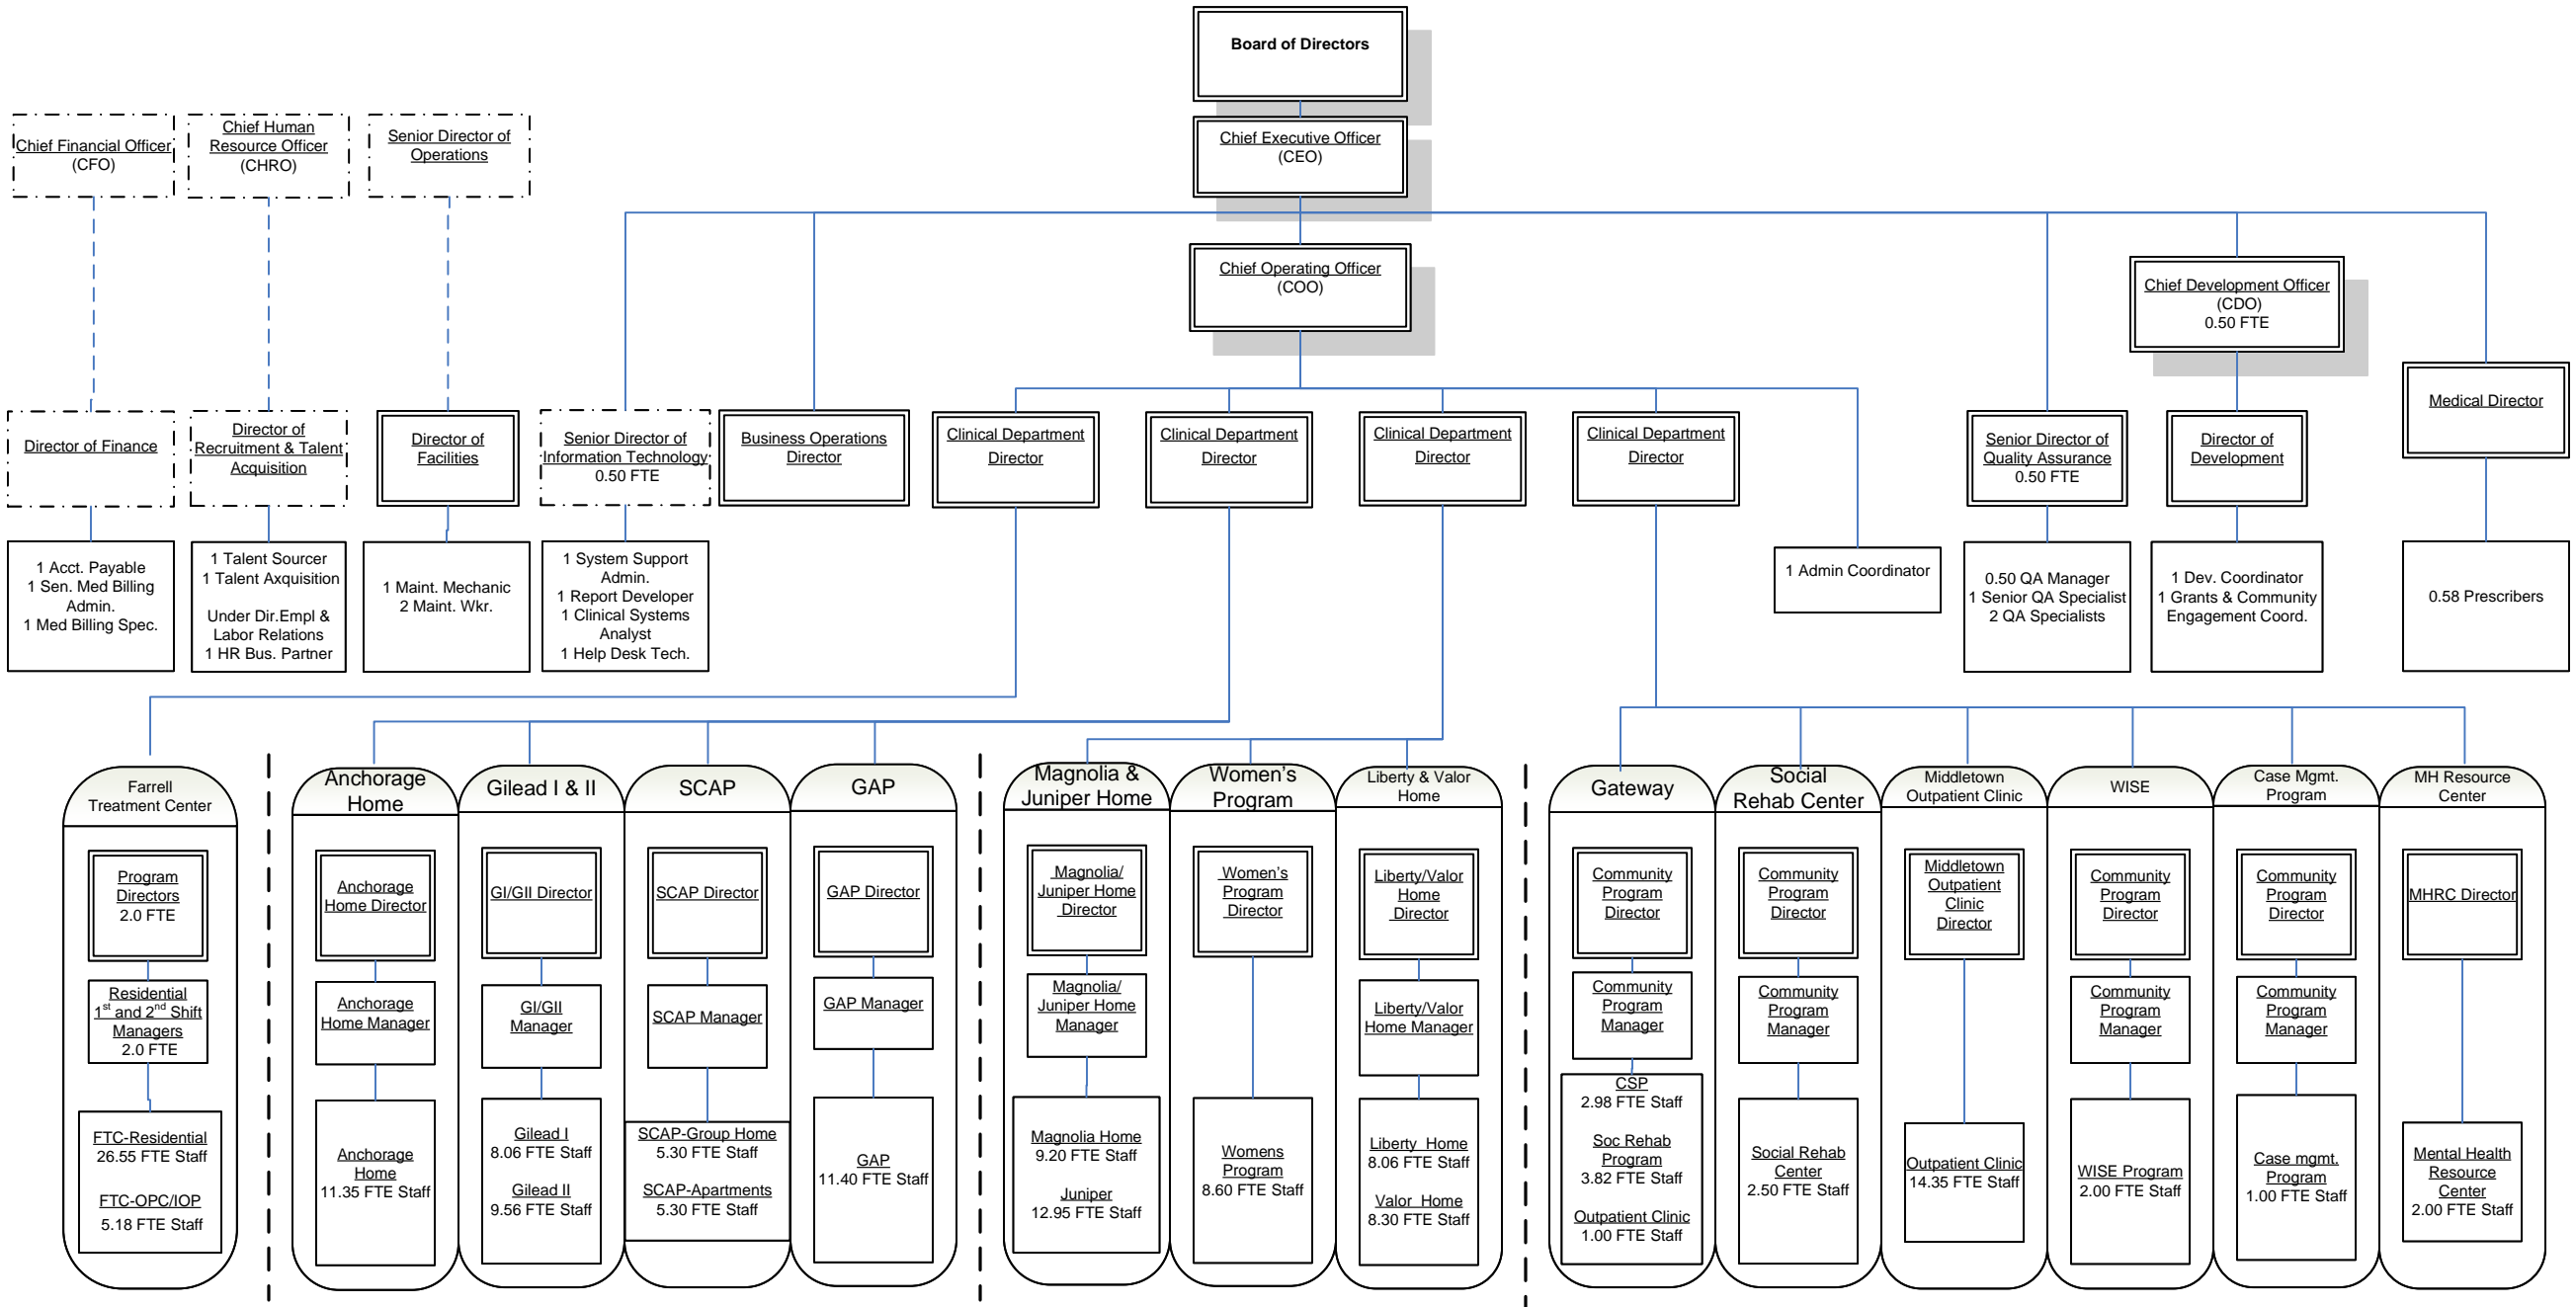 Board of Directors
Chief Executive Officer
(CEO)
Chief Financial Officer
(CFO)
Chief Human
Resource Officer
(CHRO)
Senior Director of
Operations
Chief Operating Officer
(COO)
Chief Development Officer
(CDO)
0.50 FTE
Medical Director
Director of Finance
Director of
Recruitment & Talent
Acquisition
Director of
Facilities
Senior Director of
Information Technology
0.50 FTE
Business Operations
Director
Clinical Department
Director
Clinical Department
Director
Clinical Department
Director
Clinical Department
Director
Senior Director of
Quality Assurance
0.50 FTE
Director of
Development
1 Acct. Payable
1 Sen. Med Billing
Admin.
1 Med Billing Spec.
1 Talent Sourcer
1 Talent Axquisition
Under Dir.Empl &
Labor Relations
1 HR Bus. Partner
1 Maint. Mechanic
2 Maint. Wkr.
1 System Support
Admin.
1 Report Developer
1 Clinical Systems
Analyst
1 Help Desk Tech.
1 Admin Coordinator
0.50 QA Manager
1 Senior QA Specialist
2 QA Specialists
1 Dev. Coordinator
1 Grants & Community
Engagement Coord.
0.58 Prescribers
Farrell
Treatment Center
Program
Directors
2.0 FTE
Residential
1st and 2nd Shift
Managers
2.0 FTE
FTC-Residential
26.55 FTE Staff
FTC-OPC/IOP
5.18 FTE Staff
Anchorage
Home
Anchorage
Home Director
Anchorage
Home Manager
Anchorage
Home
11.35 FTE Staff
Gilead I & II
GI/GII Director
GI/GII
Manager
Gilead I
8.06 FTE Staff
Gilead II
9.56 FTE Staff
SCAP
SCAP Director
SCAP Manager
SCAP-Group Home
5.30 FTE Staff
SCAP-Apartments
5.30 FTE Staff
GAP
GAP Director
GAP Manager
GAP
11.40 FTE Staff
Magnolia &
Juniper Home
Magnolia/
Juniper Home
Director
Magnolia/
Juniper Home
Manager
Magnolia Home
9.20 FTE Staff
Juniper
12.95 FTE Staff
Women's
Program
Women's
Program
Director
Womens
Program
8.60 FTE Staff
Liberty & Valor
Home
Liberty/Valor
Home
Director
Liberty/Valor
Home Manager
Liberty Home
8.06 FTE Staff
Valor Home
8.30 FTE Staff
Gateway
Community
Program
Director
Community
Program
Manager
CSP
2.98 FTE Staff
Soc Rehab
Program
3.82 FTE Staff
Outpatient Clinic
1.00 FTE Staff
Social
Rehab Center
Community
Program
Director
Community
Program
Manager
Social Rehab
Center
2.50 FTE Staff
Middletown
Outpatient Clinic
Middletown
Outpatient
Clinic
Director
Outpatient Clinic
14.35 FTE Staff
WISE
Community
Program
Director
Community
Program
Manager
WISE Program
2.00 FTE Staff
Case Mgmt.
Program
Community
Program
Director
Community
Program
Manager
Case mgmt.
Program
1.00 FTE Staff
MH Resource
Center
MHRC Director
Mental Health
Resource
Center
2.00 FTE Staff